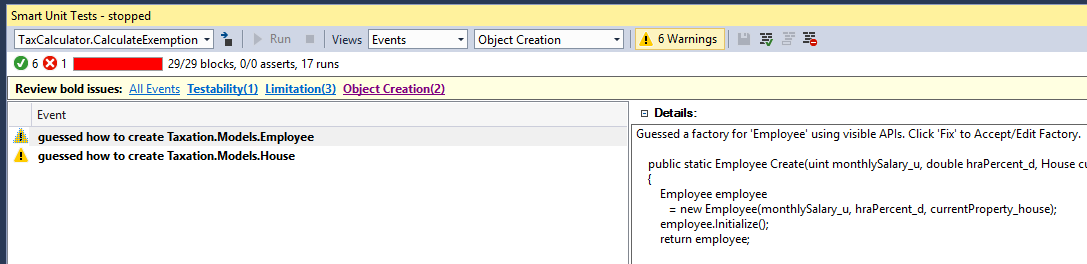 Smart Unit Tests - stopped
TaxCalculator.CalculateExemption Run Views Events Object Creation 6 Warnings
6 1 29/29 blocks, 0/0 asserts, 17 runs
Review bold issues: All Events Testability(1) Limitation(3) Object Creation(2)
Event
guessed how to create Taxation.Models.Employee
guessed how to create Taxation.Models.House
Details:
Guessed a factory for 'Employee' using visible APIs. Click 'Fix' to Accept/Edit Factory.
public static Employee Create(uint monthlySalary_u, double hraPercent_d, House cu
{
Employee employee
= new Employee(monthlySalary_u, hraPercent_d, currentProperty_house);
employee.Initialize();
return employee;